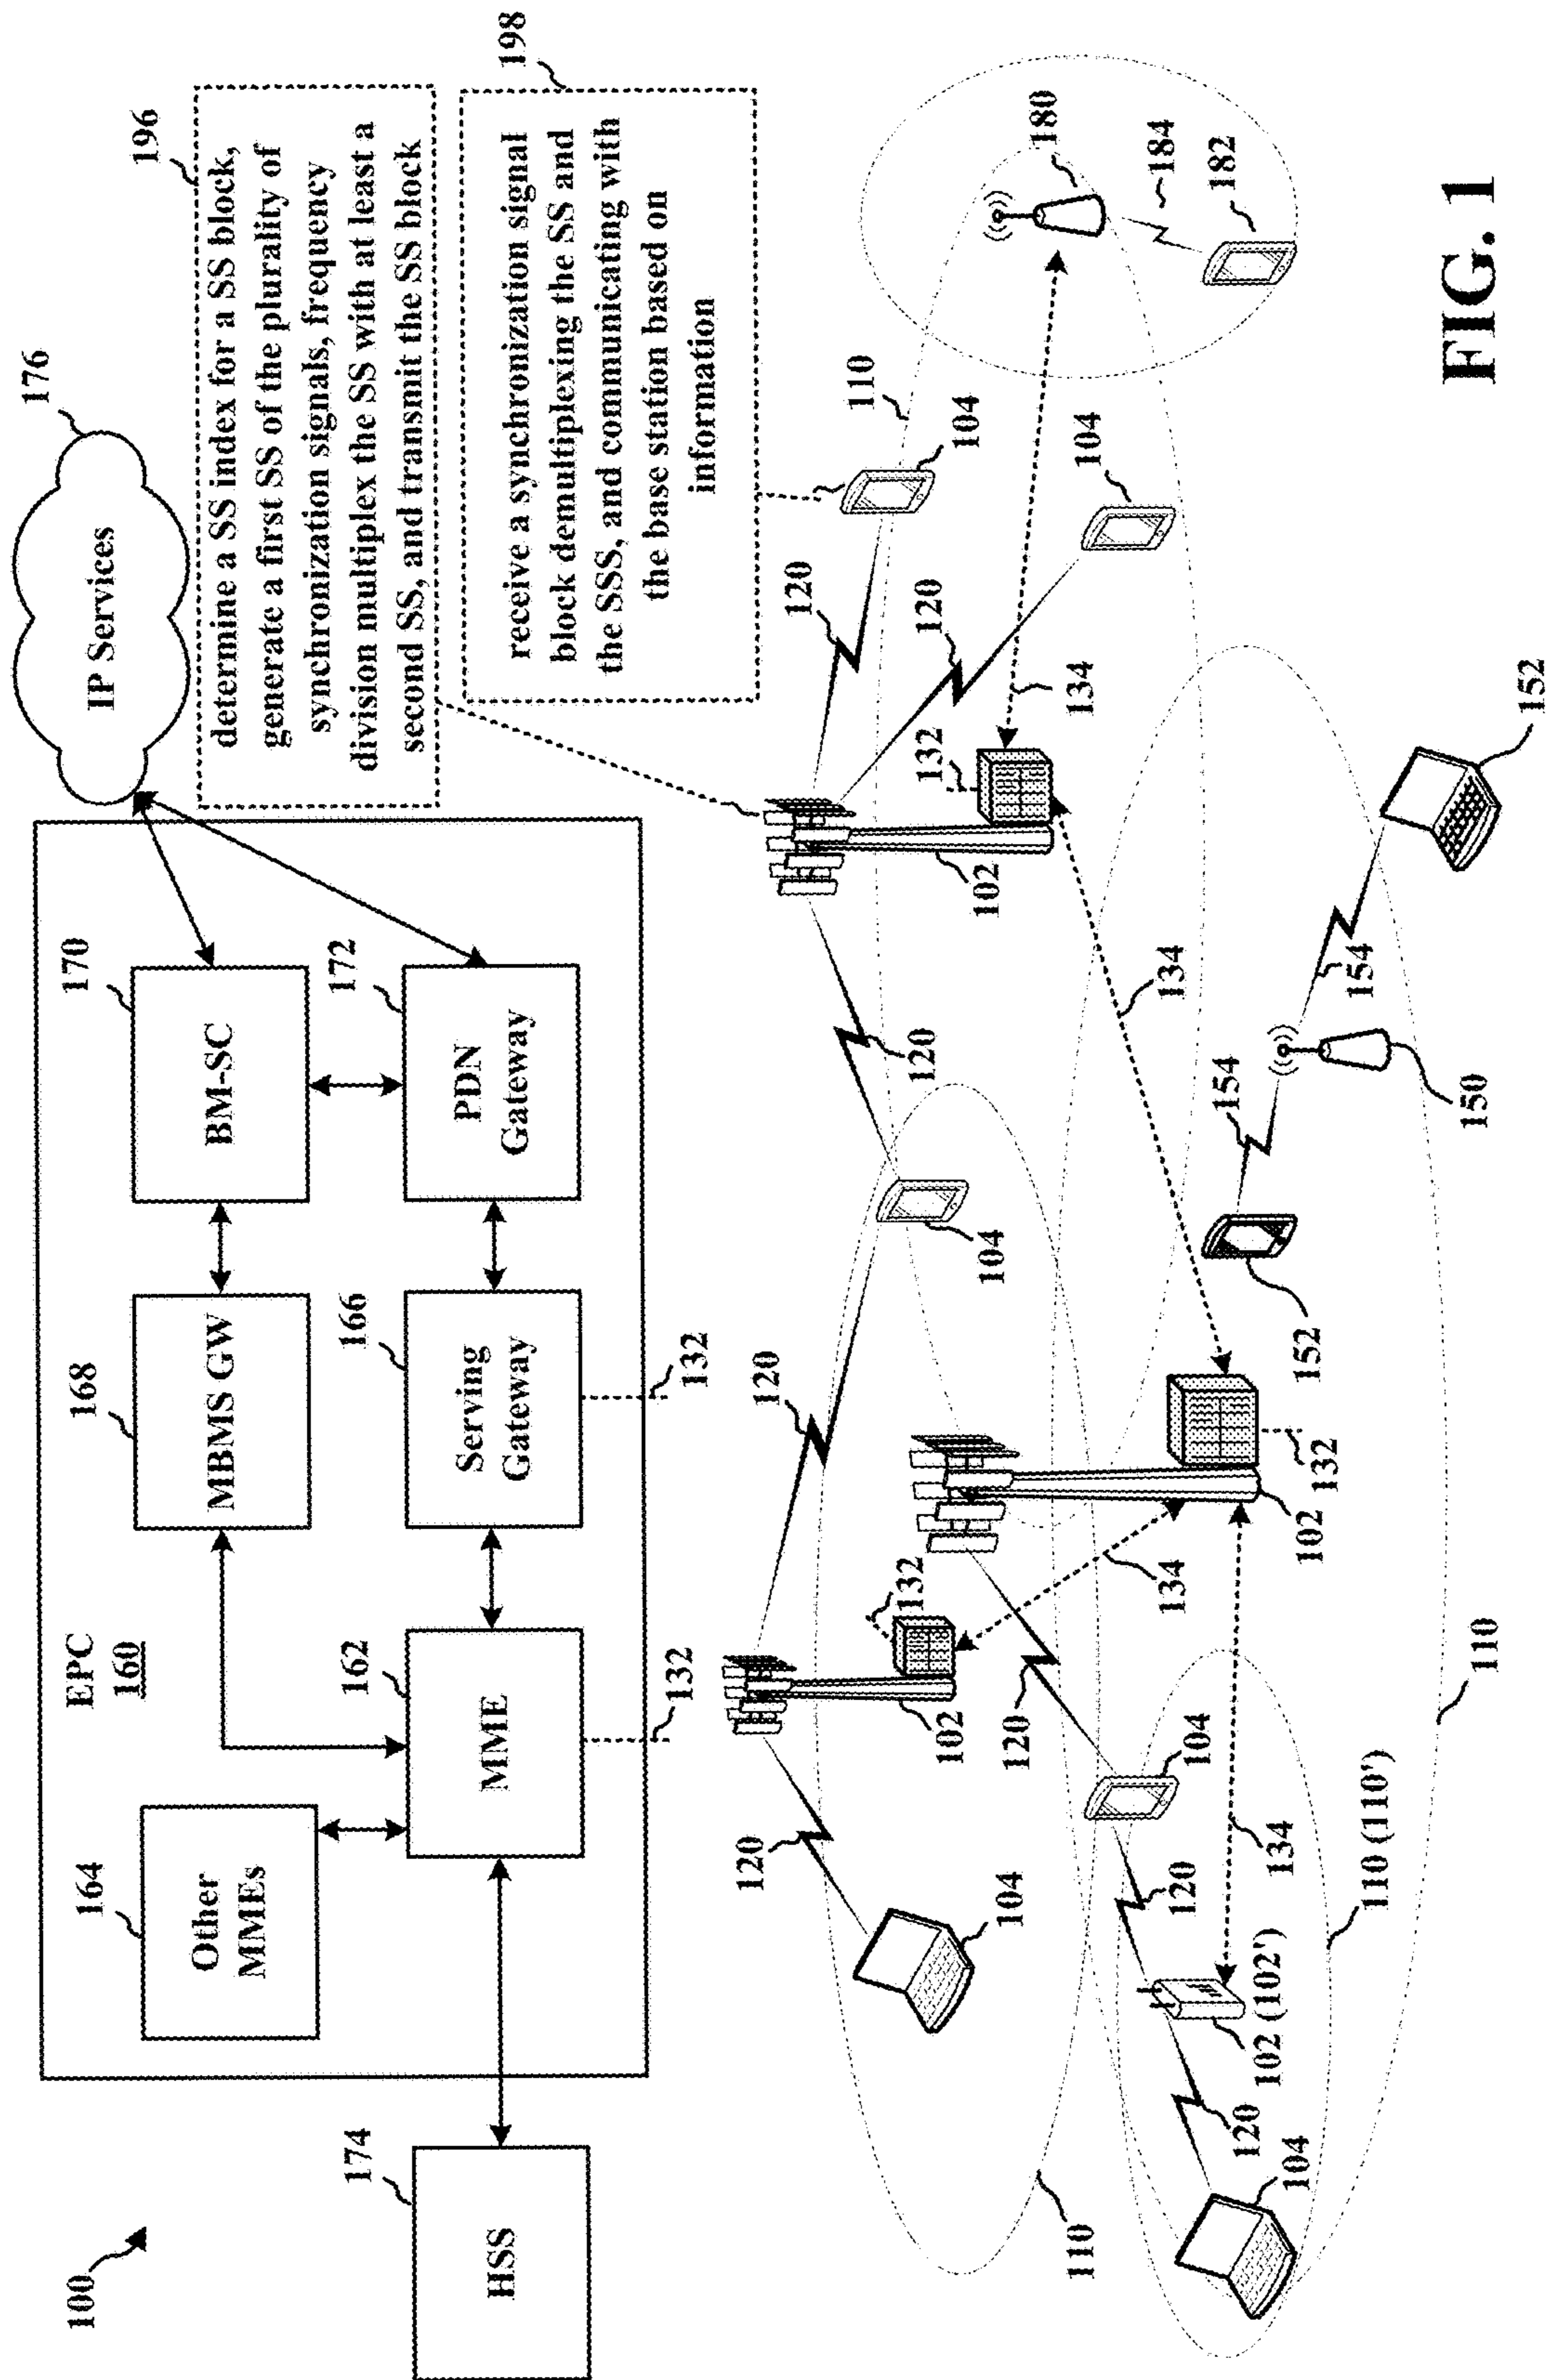 100
HSS
174
EPC
160
Other
MMEs
164
MME
162
132
MBMS GW
168
Serving
Gateway
166
132
BM-SC
170
PDN
Gateway
172
IP Services
176
determine a SS index for a SS block,
generate a first SS of the plurality of
synchronization signals, frequency
division multiplex the SS with at least a
second SS, and transmit the SS block
196
receive a synchronization signal
block demultiplexing the SS and
the SSS, and communicating with
the base station based on
information
198
104
120
102
132
120
110
104
120
102 (102')
120
104
120
134
134
110 (110')
110
102
132
104
120
102
132
134
134
120
120
104
104
110
180
184
182
152
154
150
154
152
FIG. 1